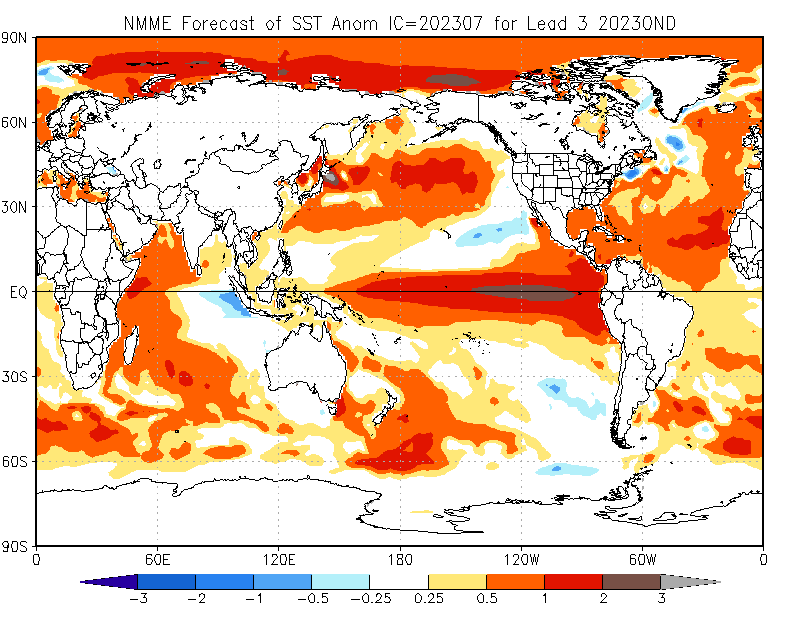 NMME Forecast of SST Anom IC=202307 for Lead 3 2023OND
90N
60N
30N
EQ
30S
60S
90S
0 60E 120E 180 120W 60W 0
-3 -2 -1 -0.5 -0.25 0.25 0.5 1 2 3